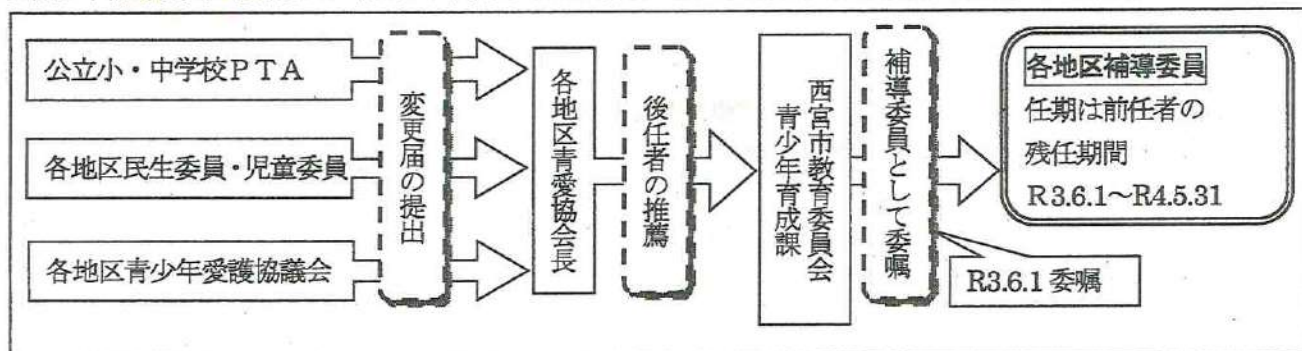 公立小・中学校PTA
各地区民生委員・児童委員
各地区青少年愛護協議会
変更届の提出
各地区青愛協会長
後任者の推薦
西宮市教育委員会
青少年育成課
補導委員として委嘱
各地区補導委員
任期は前任者の
残任期間
R3.6.1～R4.5.31
R3.6.1 委嘱